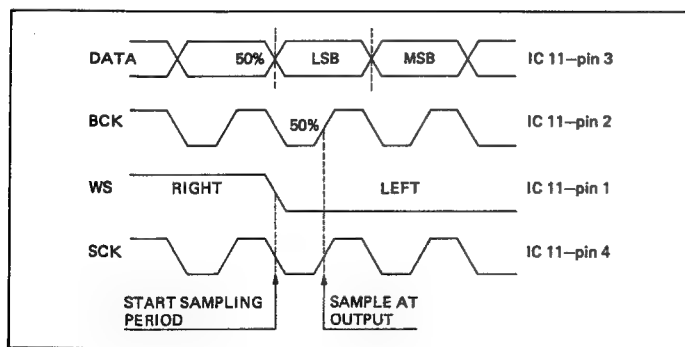 DATA 50% LSB MSB IC 11–pin 3
BCK 50% IC 11–pin 2
WS RIGHT LEFT IC 11–pin 1
SCK IC 11–pin 4
START SAMPLING PERIOD
SAMPLE AT OUTPUT